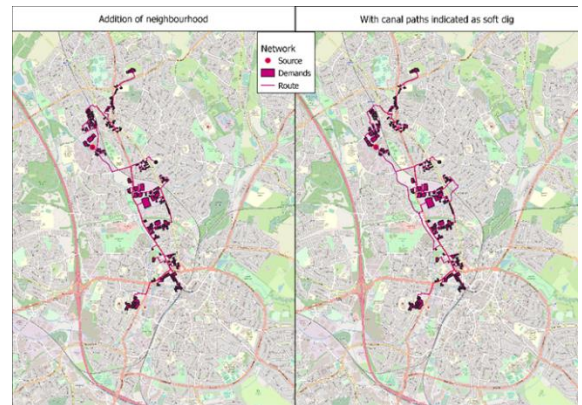 Addition of neighbourhood
With canal paths indicated as soft dig
Network
Source
Demands
Route